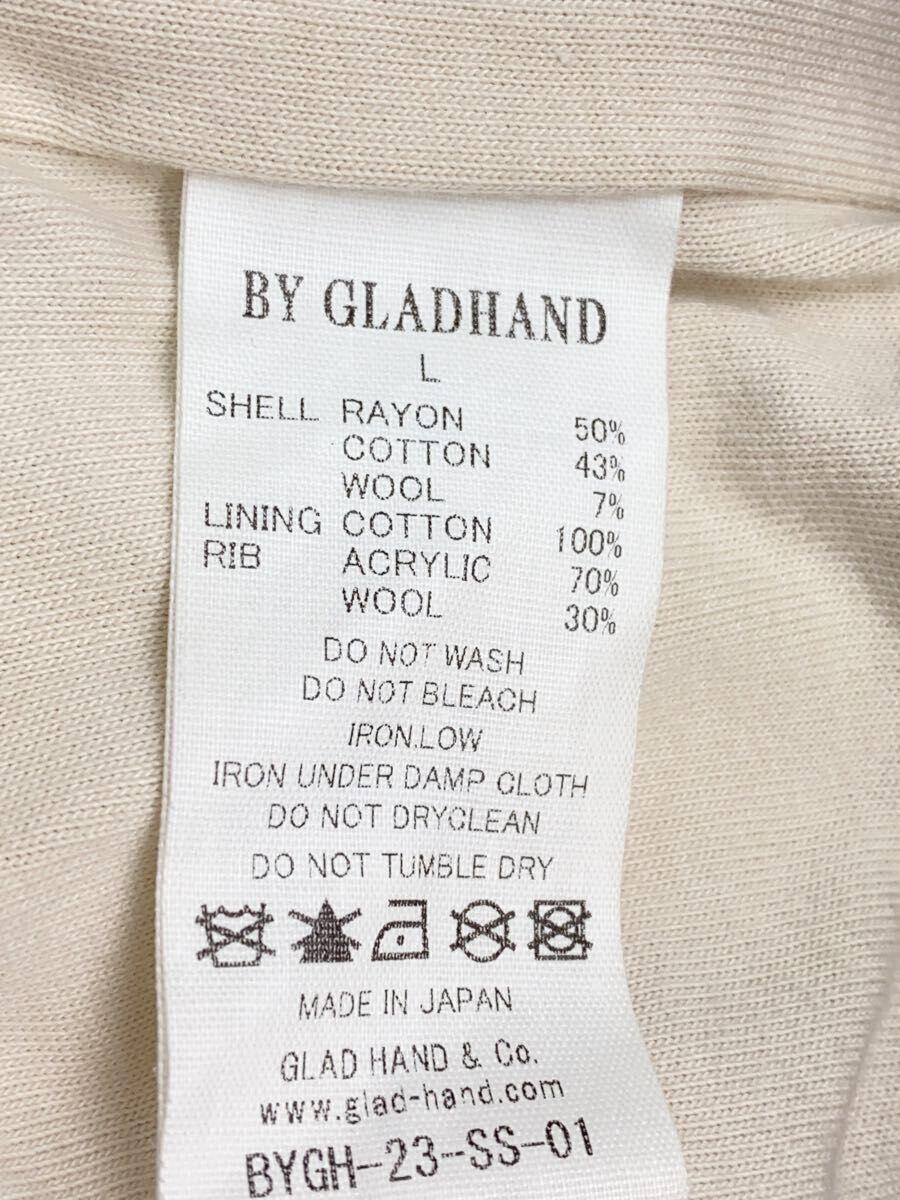 BY GLADHAND
L
SHELL RAYON 50%
COTTON 43%
WOOL 7%
LINING COTTON 100%
RIB ACRYLIC 70%
WOOL 30%
DO NOT WASH
DO NOT BLEACH
IRON.LOW
IRON UNDER DAMP CLOTH
DO NOT DRYCLEAN
DO NOT TUMBLE DRY
MADE IN JAPAN
GLAD HAND & Co.
www.glad-hand.com
BYGH-23-SS-01